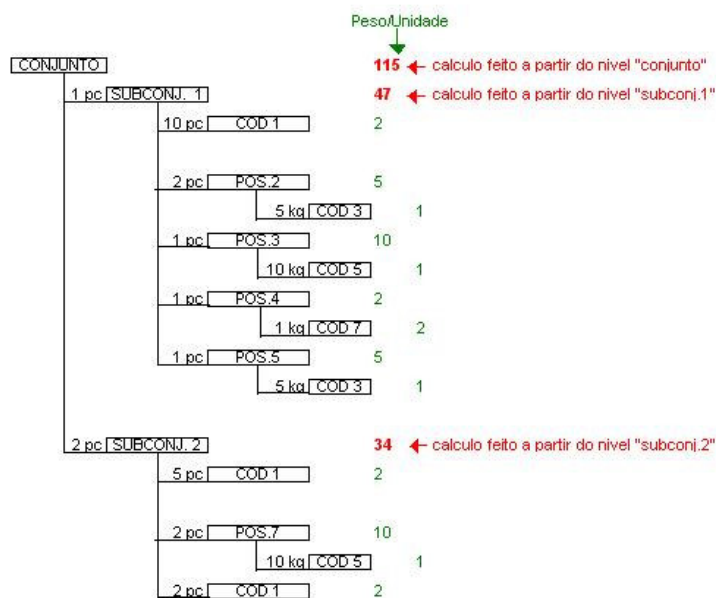 Peso/Unidade
CONJUNTO 115 calculo feito a partir do nivel "conjunto"
1 pc SUBCONJ. 1 47 calculo feito a partir do nivel "subconj.1"
10 pc COD 1 2
2 pc POS.2 5
5 kg COD 3 1
1 pc POS.3 10
10 kg COD 5 1
1 pc POS.4 2
1 kg COD 7 2
1 pc POS.5 5
5 kg COD 3 1
2 pc SUBCONJ. 2 34 calculo feito a partir do nivel "subconj.2"
5 pc COD 1 2
2 pc POS.7 10
10 kg COD 5 1
2 pc COD 1 2